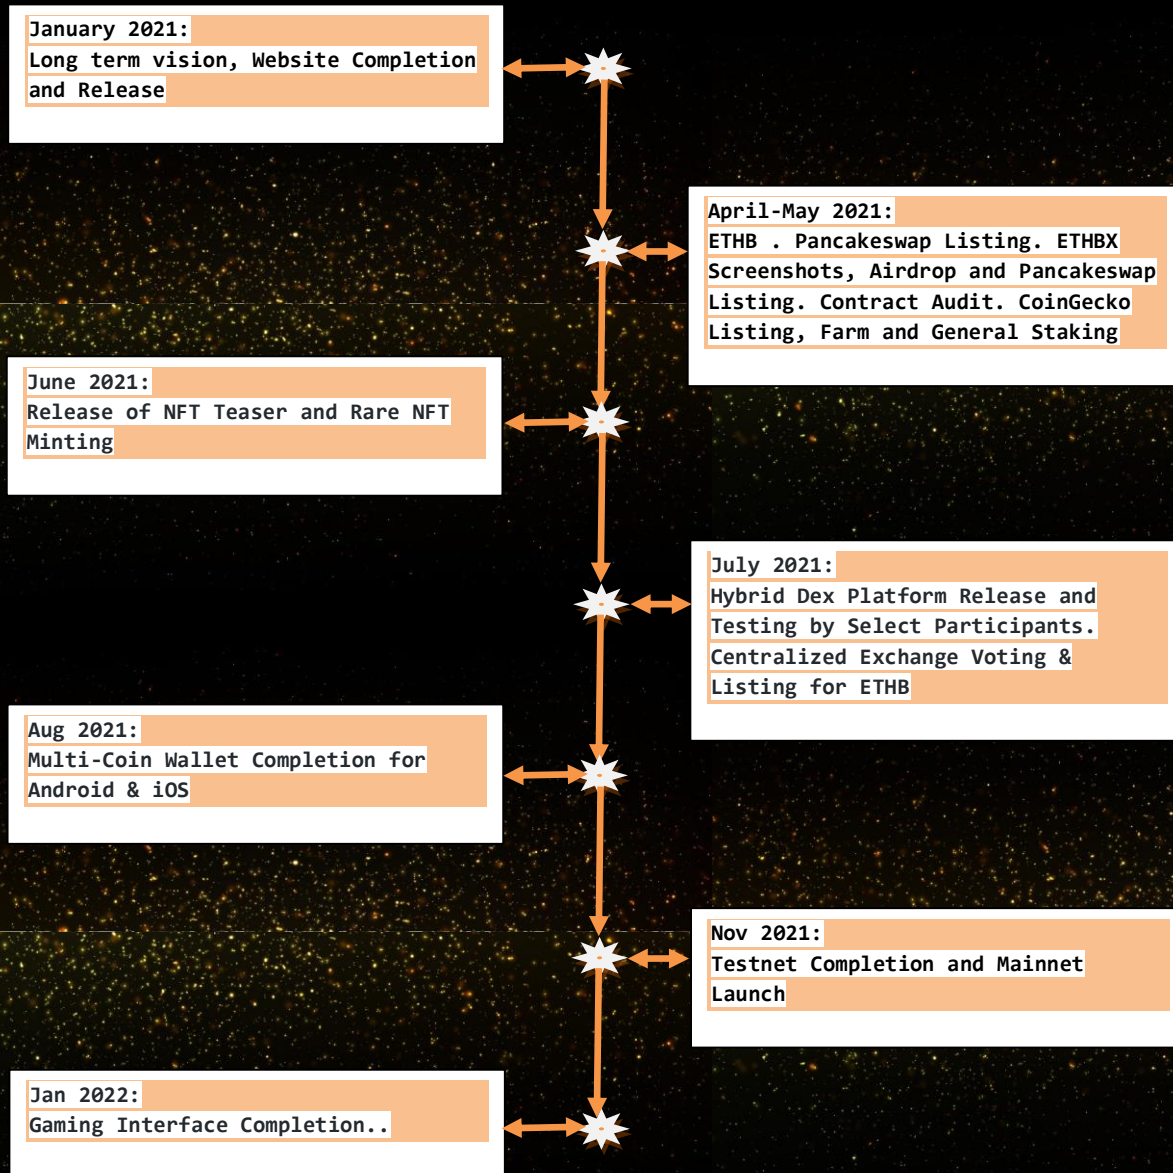 January 2021:
Long term vision, Website Completion
and Release
April-May 2021:
ETHB . Pancakeswap Listing. ETHBX
Screenshots, Airdrop and Pancakeswap
Listing. Contract Audit. CoinGecko
Listing, Farm and General Staking
June 2021:
Release of NFT Teaser and Rare NFT
Minting
July 2021:
Hybrid Dex Platform Release and
Testing by Select Participants.
Centralized Exchange Voting &
Listing for ETHB
Aug 2021:
Multi-Coin Wallet Completion for
Android & iOS
Nov 2021:
Testnet Completion and Mainnet
Launch
Jan 2022:
Gaming Interface Completion..